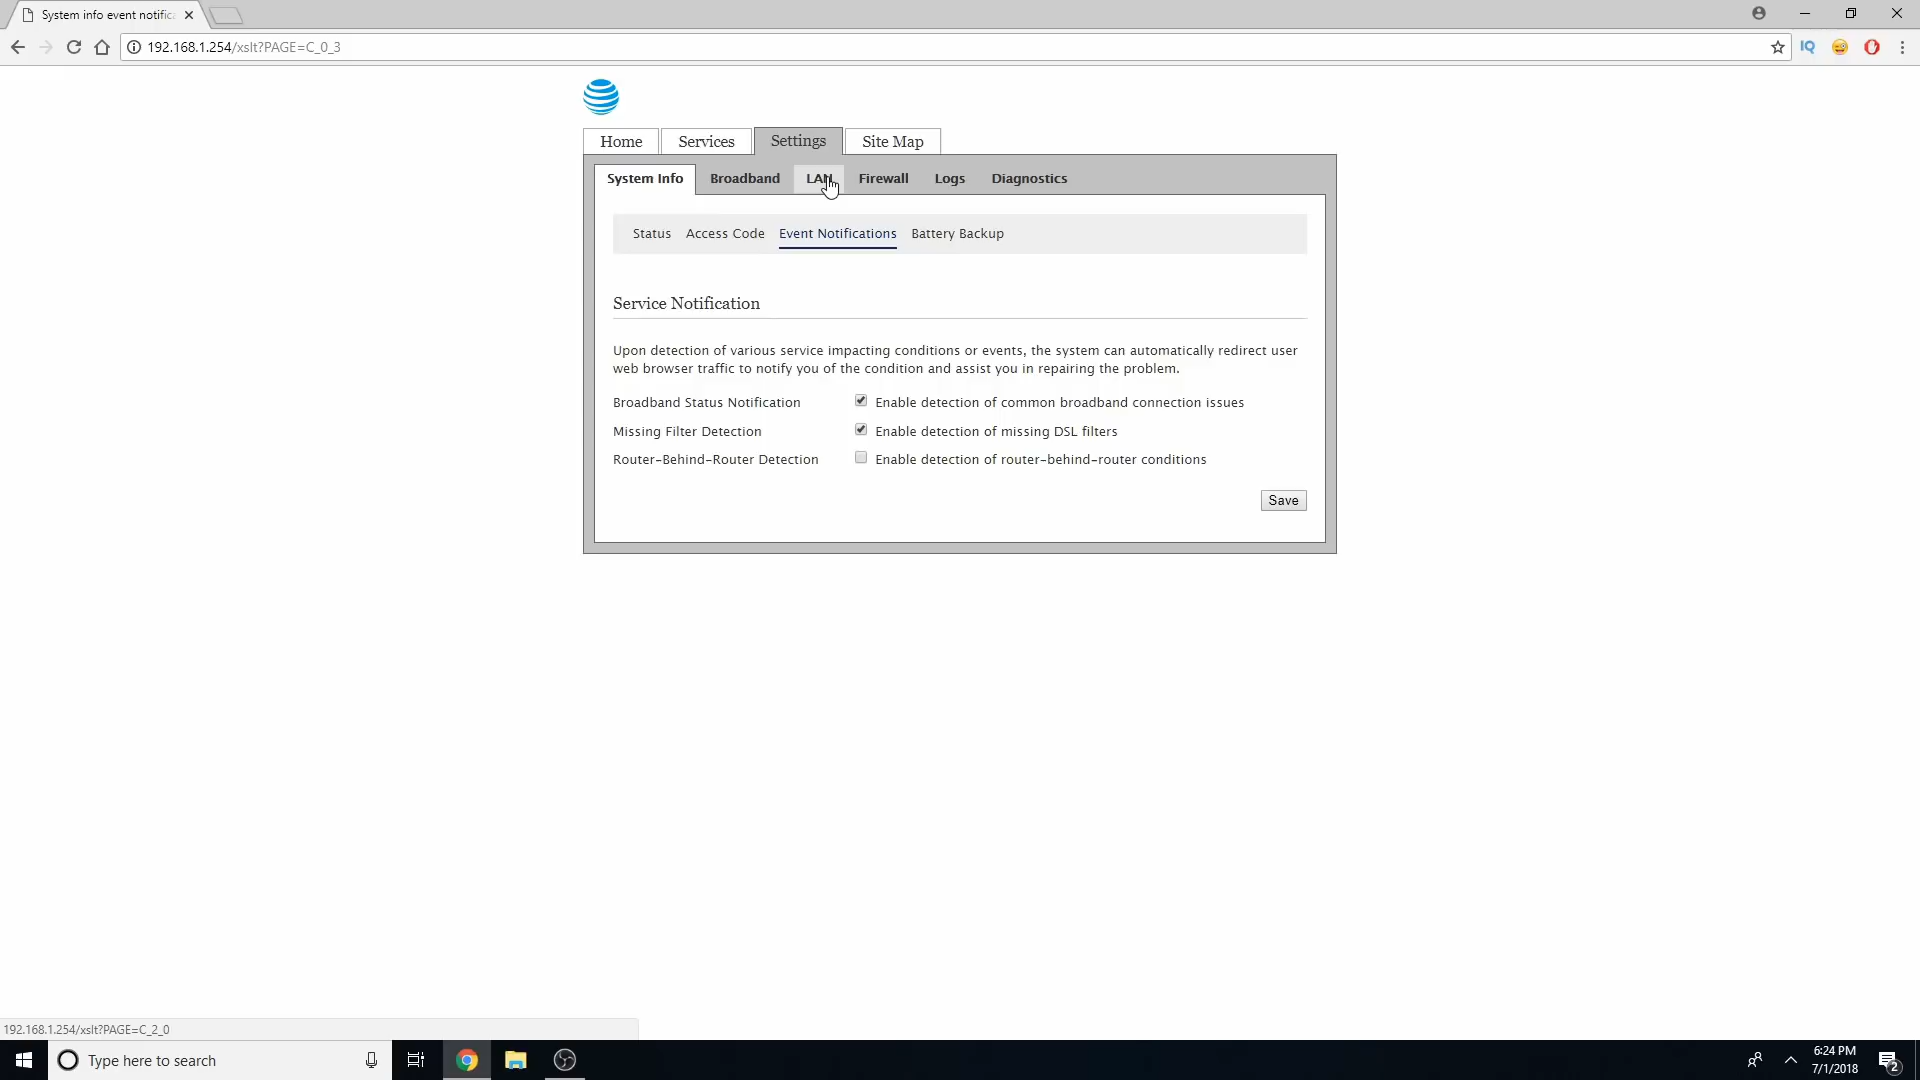 System info event notific
192.168.1.254/xslt?PAGE=C_0_3
IQ
Home Services Settings Site Map
System Info Broadband LAN Firewall Logs Diagnostics
Status Access Code Event Notifications Battery Backup
Service Notification
Upon detection of various service impacting conditions or events, the system can automatically redirect user
web browser traffic to notify you of the condition and assist you in repairing the problem.
Broadband Status Notification Enable detection of common broadband connection issues
Missing Filter Detection Enable detection of missing DSL filters
Router-Behind-Router Detection Enable detection of router-behind-router conditions
Save
192.168.1.254/xslt?PAGE=C_2_0
Type here to search
6:24 PM
7/1/2018
2